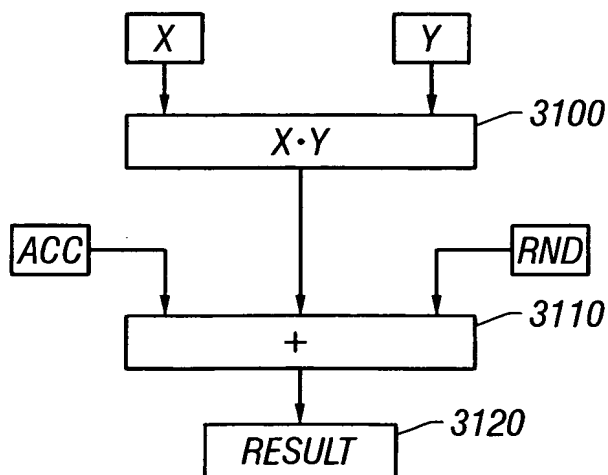 X
Y
X·Y
3100
ACC
RND
+
3110
RESULT
3120